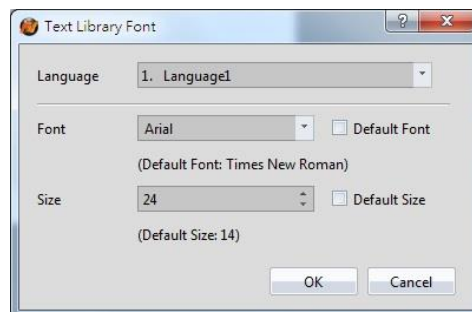 Text Library Font
Language 1. Language1
Font Arial Default Font
(Default Font: Times New Roman)
Size 24 Default Size
(Default Size: 14)
OK Cancel